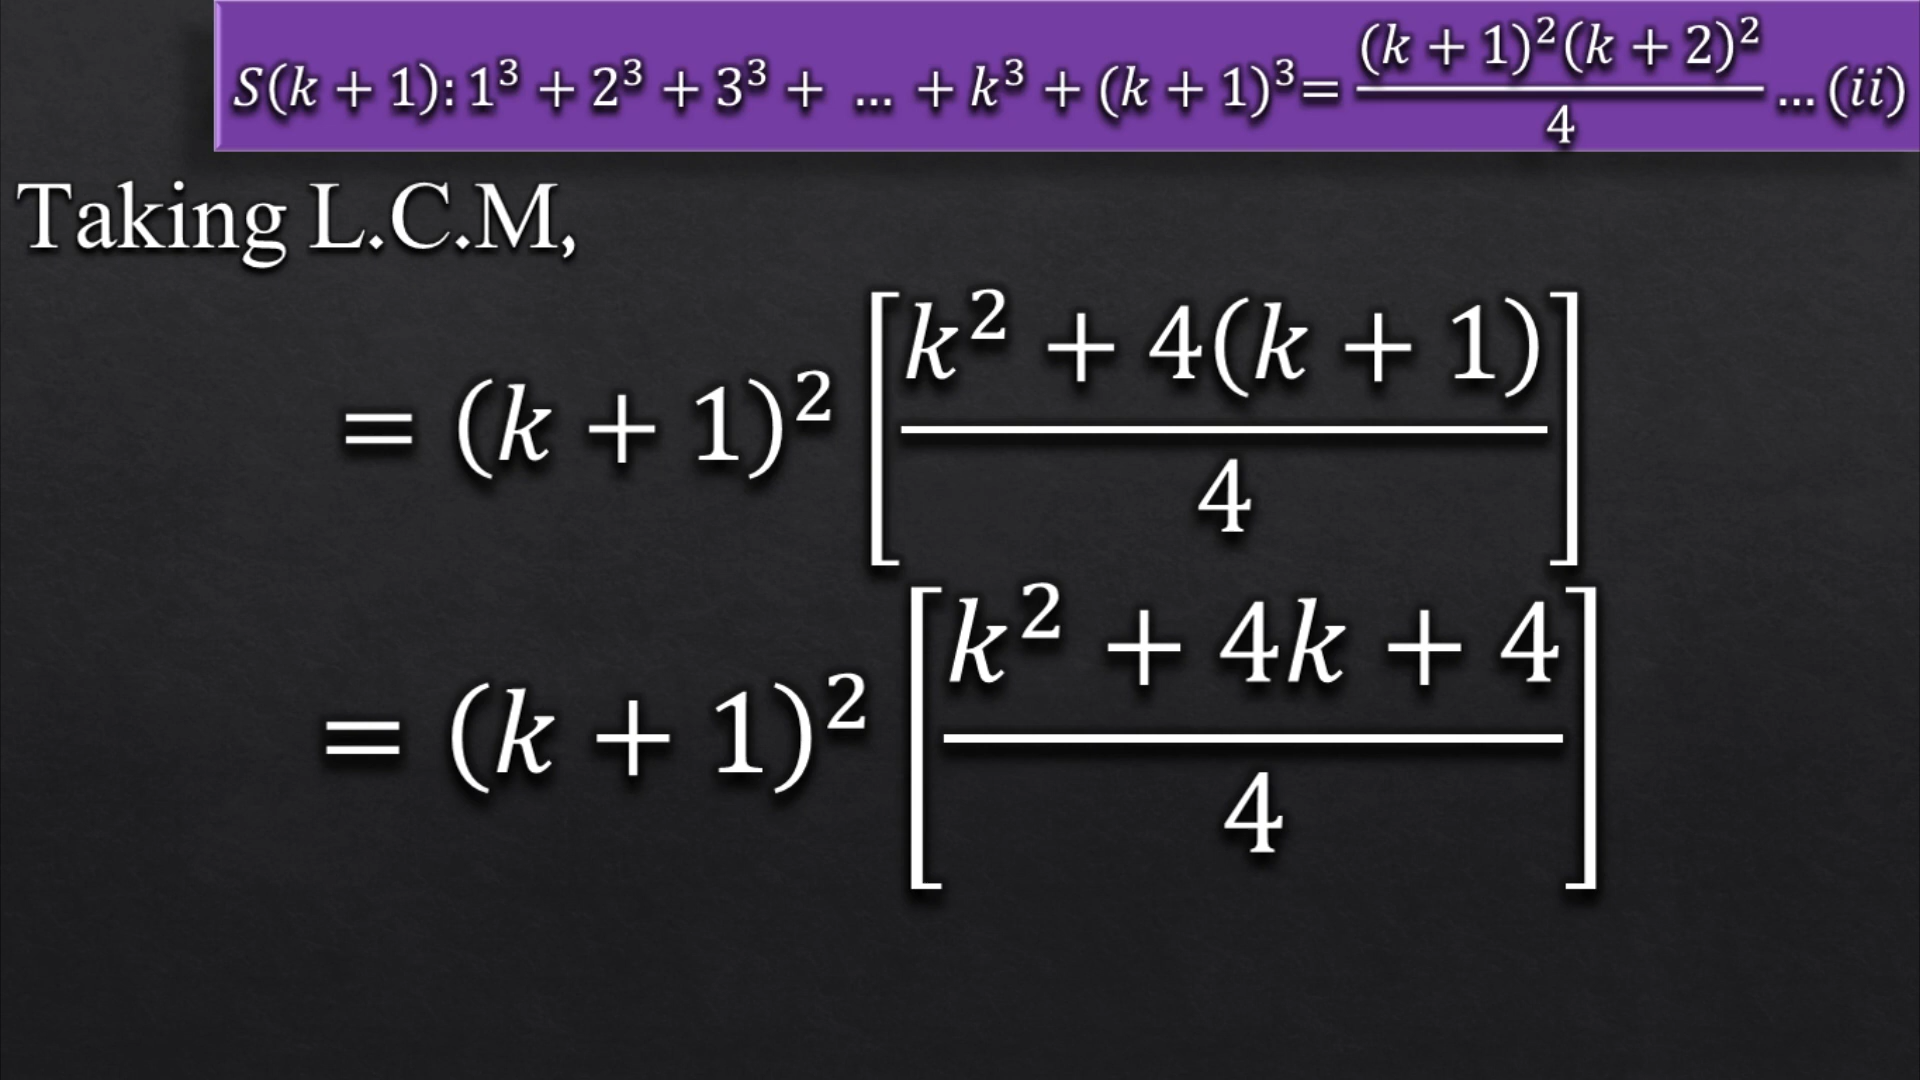 S(k + 1): 1³ + 2³ + 3³ + … + k³ + (k + 1)³= (k + 1)²(k + 2)² / 4 … (ii)
Taking L.C.M,
= (k + 1)² [k² + 4(k + 1) / 4]
= (k + 1)² [k² + 4k + 4 / 4]